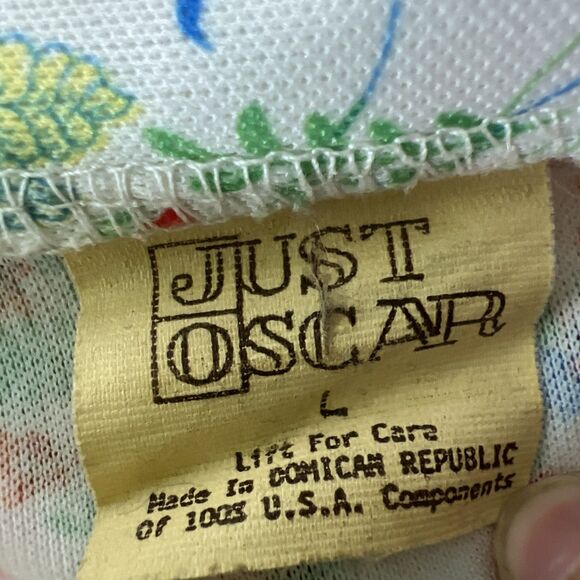 JUST
OSCAR
L
Lift For Care
Made In DOMICAN REPUBLIC
Of 100% U.S.A. Components